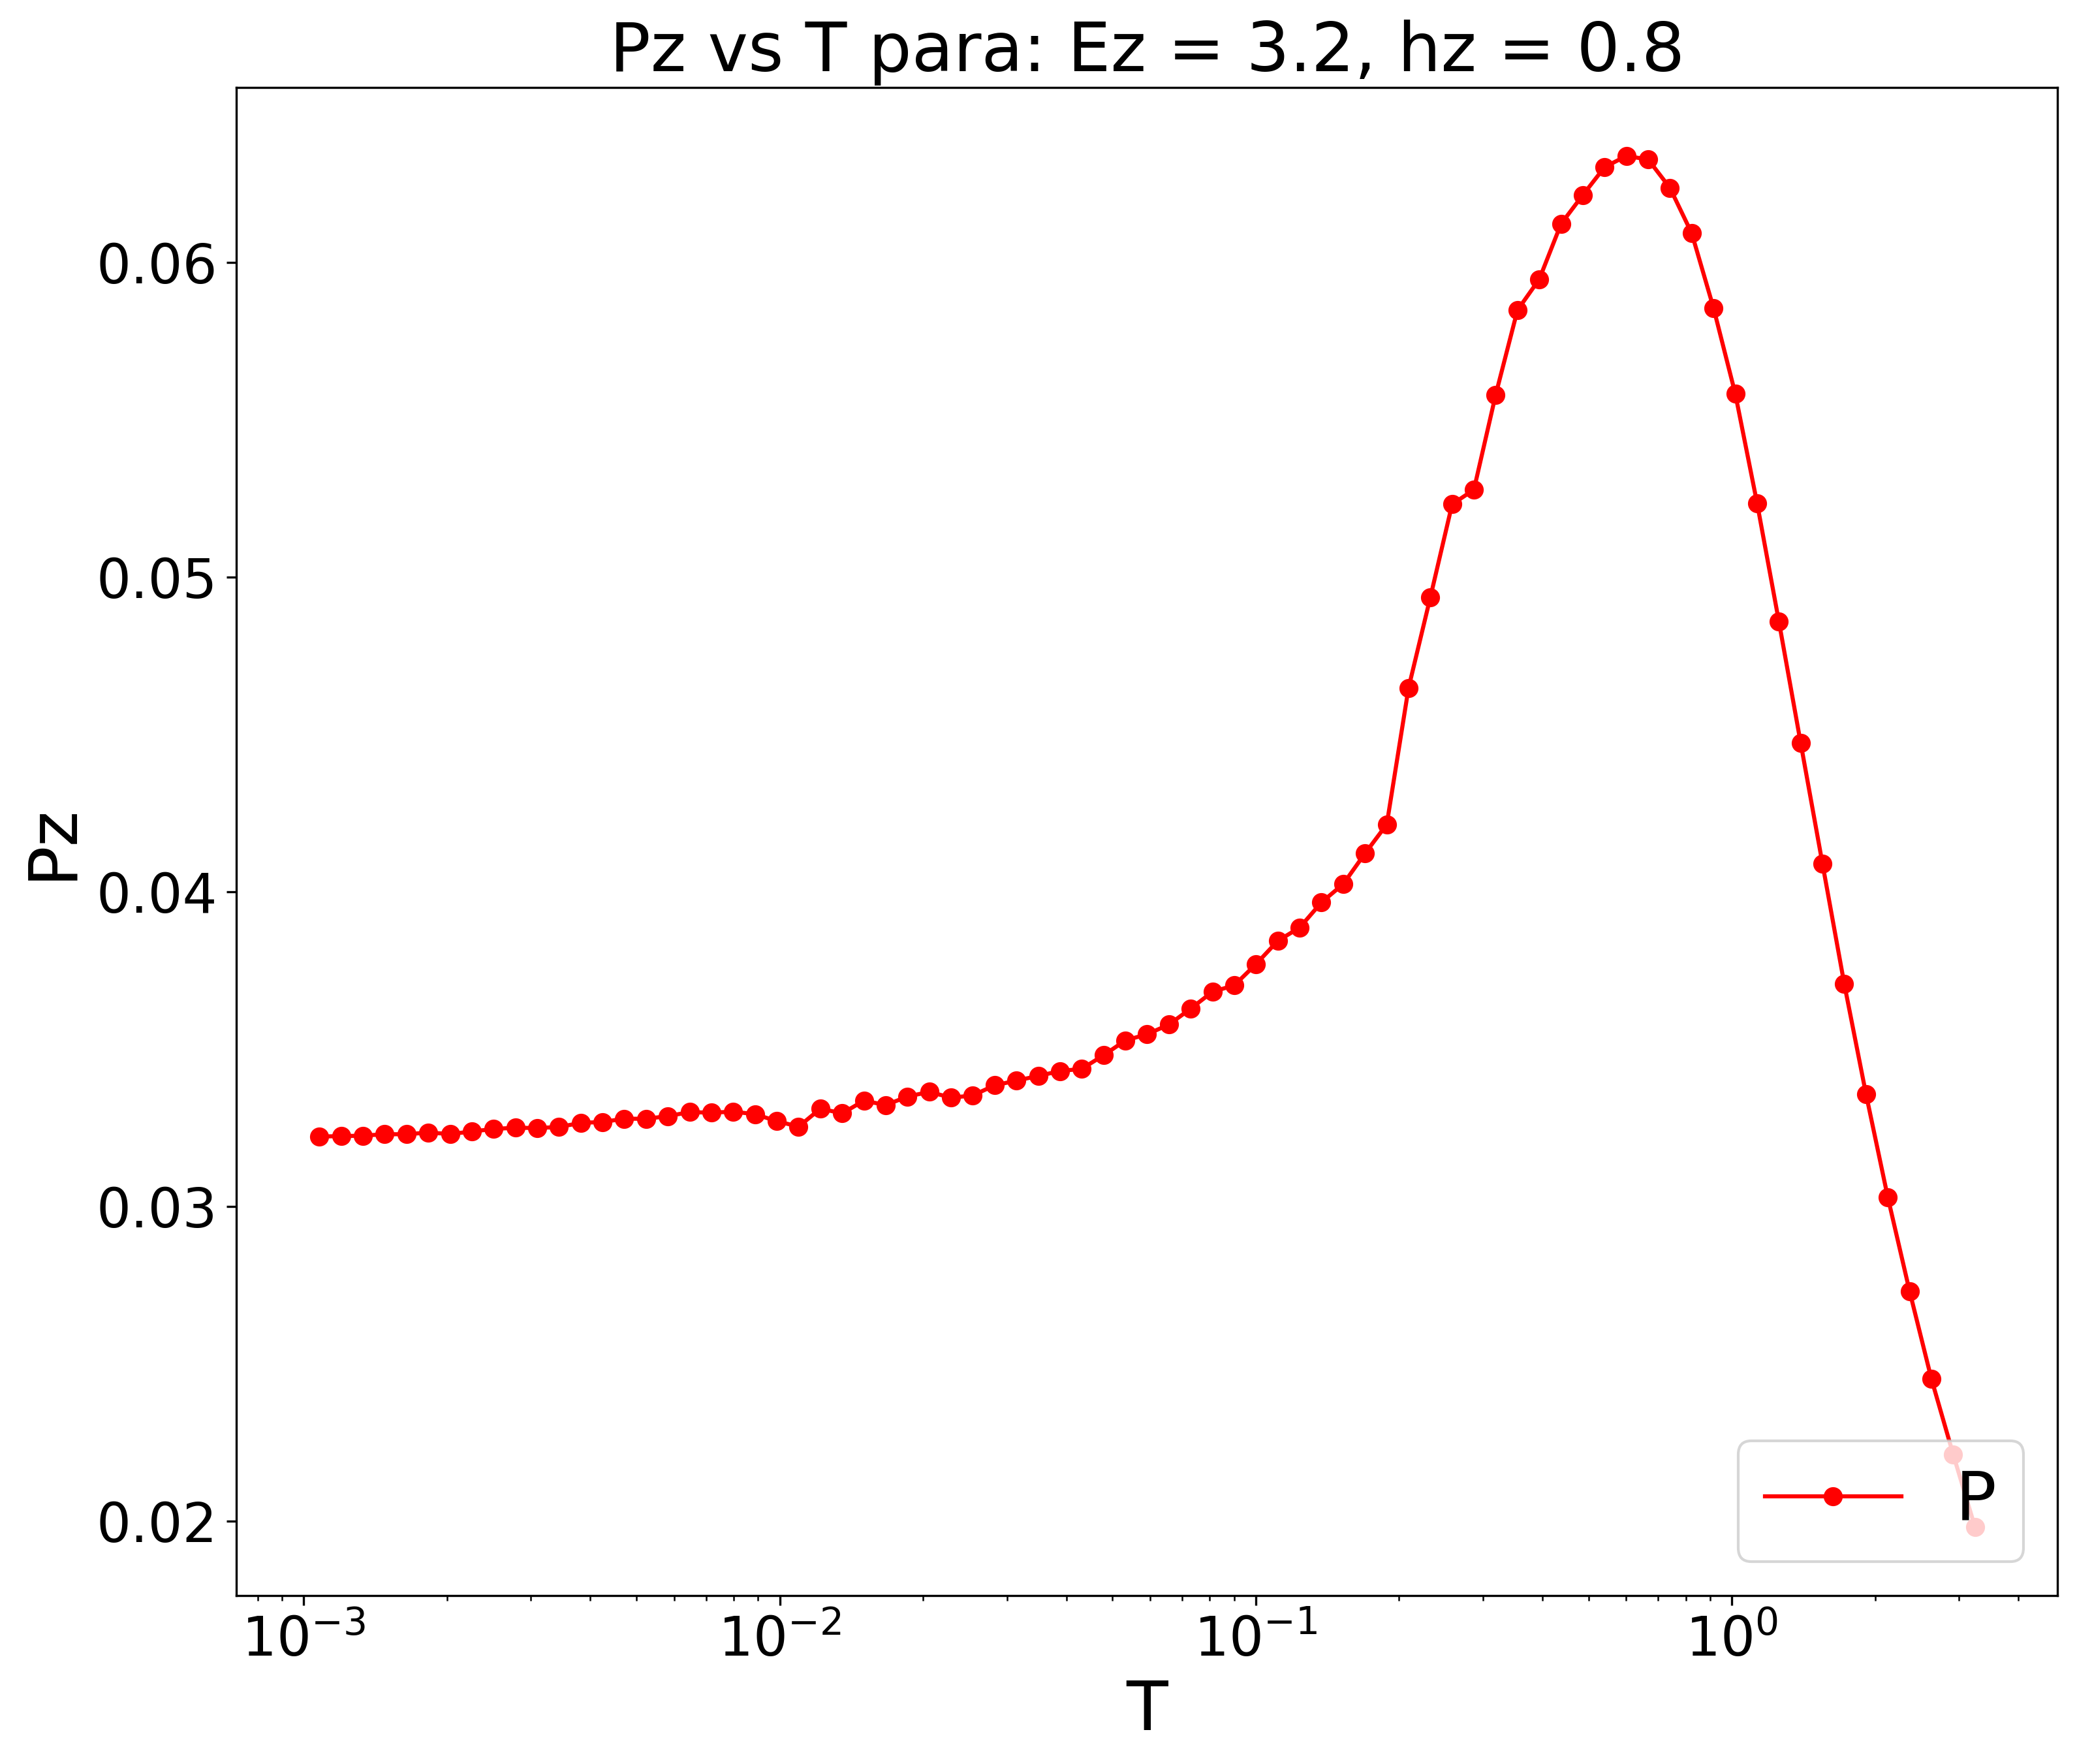 Pz vs T para: Ez = 3.2, hz = 0.8
Pz
0.06
0.05
0.04
0.03
0.02
P
10⁻³ 10⁻² 10⁻¹ 10⁰
T